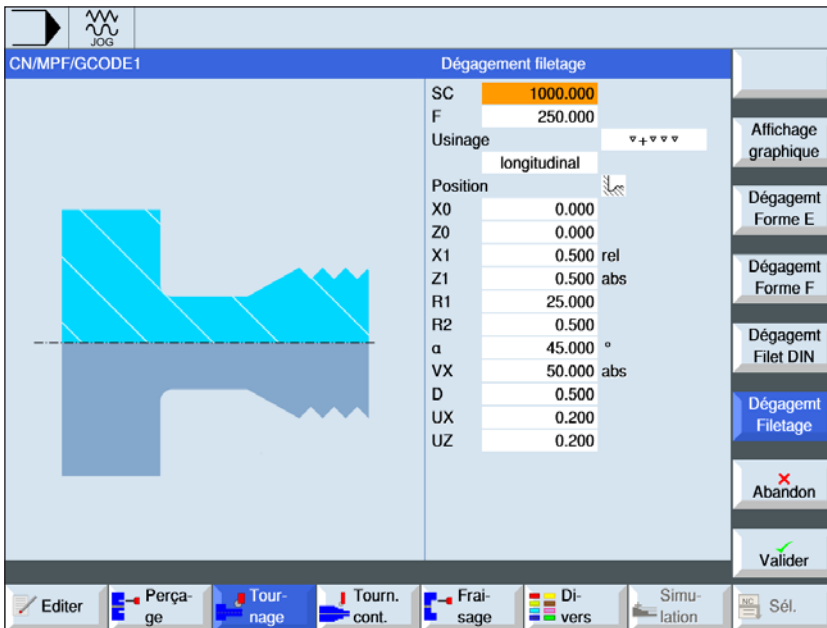 JOG
CN/MPF/GCODE1
Dégagement filetage
SC 1000.000
F 250.000
Usinage ▿+▿▿▿
longitudinal
Position
X0 0.000
Z0 0.000
X1 0.500 rel
Z1 0.500 abs
R1 25.000
R2 0.500
α 45.000 °
VX 50.000 abs
D 0.500
UX 0.200
UZ 0.200
Affichage
graphique
Dégagemt
Forme E
Dégagemt
Forme F
Dégagemt
Filet DIN
Dégagemt
Filetage
Abandon
Valider
Editer
Perça-
ge
Tour-
nage
Tourn.
cont.
Frai-
sage
Di-
vers
Simu-
lation
NC
Sél.